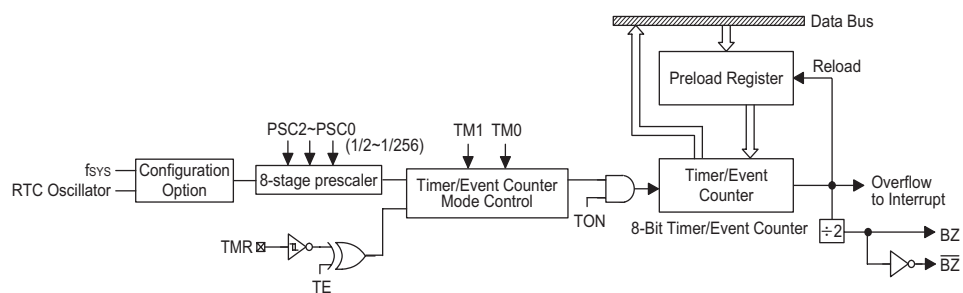 Data Bus
Preload Register
Reload
PSC2~PSC0
(1/2~1/256)
TM1 TM0
fSYS
RTC Oscillator
Configuration
Option
8-stage prescaler
Timer/Event Counter
Mode Control
TON
Timer/Event
Counter
8-Bit Timer/Event Counter
Overflow
to Interrupt
÷2
BZ
B̅Z̅
TMR
TE